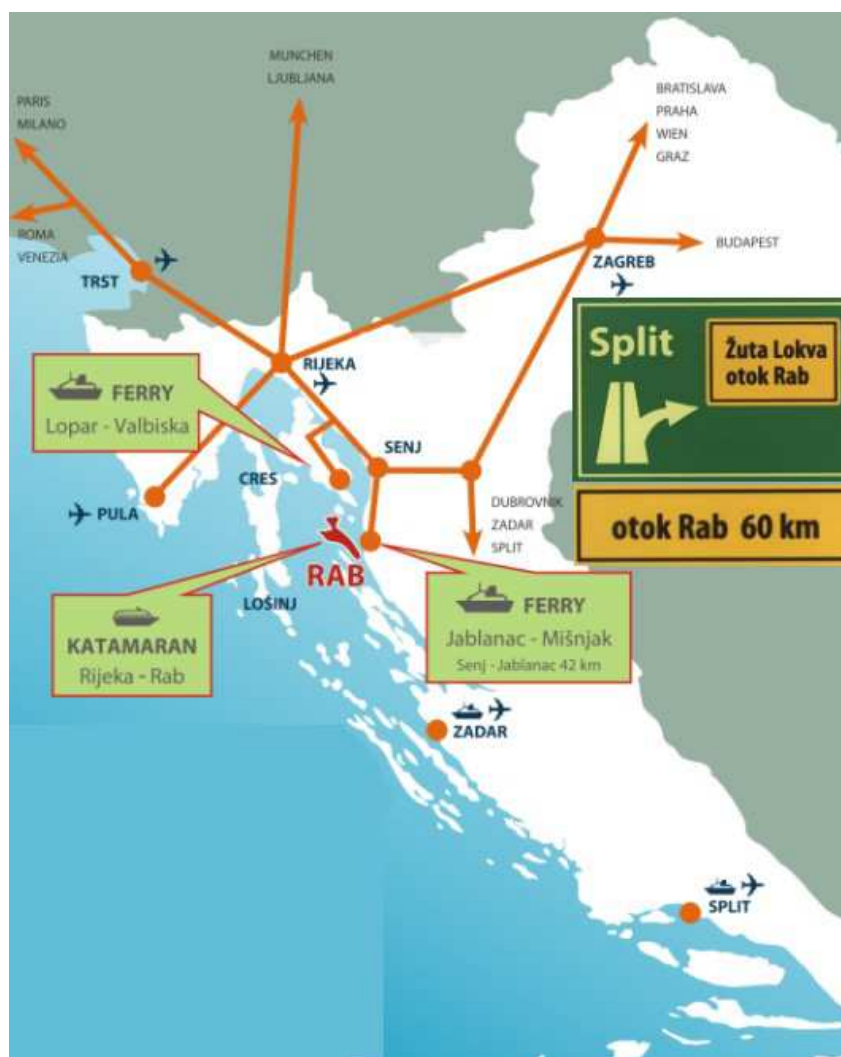 MUNCHEN
LJUBLJANA
PARIS
MILANO
BRATISLAVA
PRAHA
WIEN
GRAZ
ROMA
VENEZIA
TRST
ZAGREB
BUDAPEST
Split
Žuta Lokva
otok Rab
RIJEKA
FERRY
Lopar - Valbiska
SENJ
CRES
PULA
DUBROVNIK
ZADAR
SPLIT
otok Rab 60 km
RAB
LOŠINJ
KATAMARAN
Rijeka - Rab
FERRY
Jablanac - Mišnjak
Senj - Jablanac 42 km
ZADAR
SPLIT